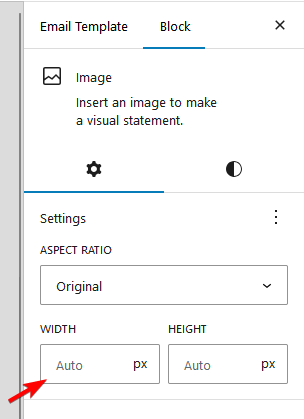 Email Template Block
Image
Insert an image to make
a visual statement.
Settings
ASPECT RATIO
Original
WIDTH HEIGHT
Auto px Auto px